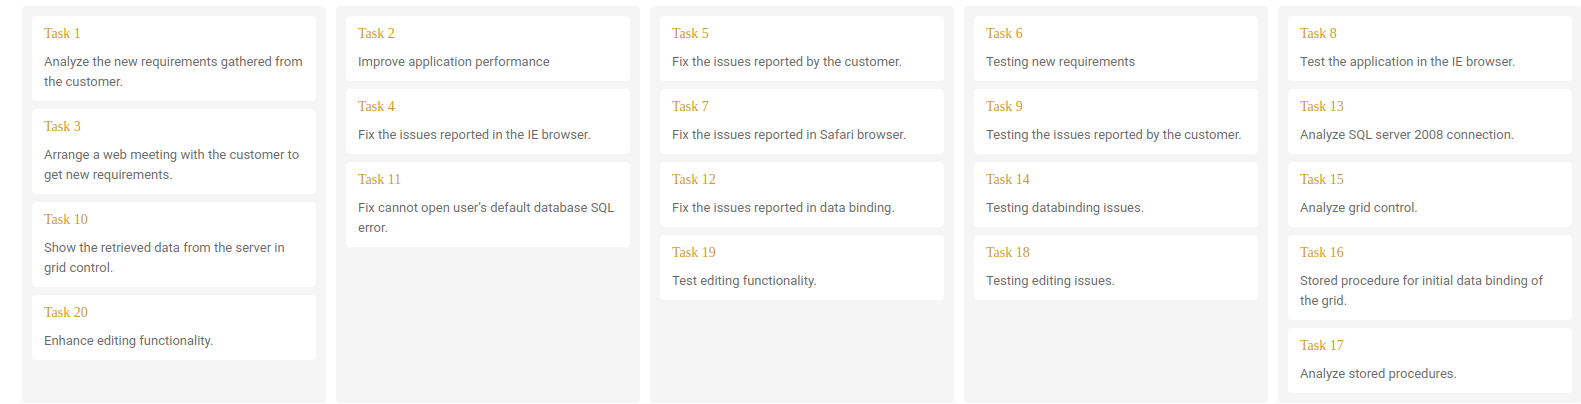 Task 1
Analyze the new requirements gathered from
the customer.
Task 3
Arrange a web meeting with the customer to
get new requirements.
Task 10
Show the retrieved data from the server in
grid control.
Task 20
Enhance editing functionality.
Task 2
Improve application performance
Task 4
Fix the issues reported in the IE browser.
Task 11
Fix cannot open user's default database SQL
error.
Task 5
Fix the issues reported by the customer.
Task 7
Fix the issues reported in Safari browser.
Task 12
Fix the issues reported in data binding.
Task 19
Test editing functionality.
Task 6
Testing new requirements
Task 9
Testing the issues reported by the customer.
Task 14
Testing databinding issues.
Task 18
Testing editing issues.
Task 8
Test the application in the IE browser.
Task 13
Analyze SQL server 2008 connection.
Task 15
Analyze grid control.
Task 16
Stored procedure for initial data binding of
the grid.
Task 17
Analyze stored procedures.